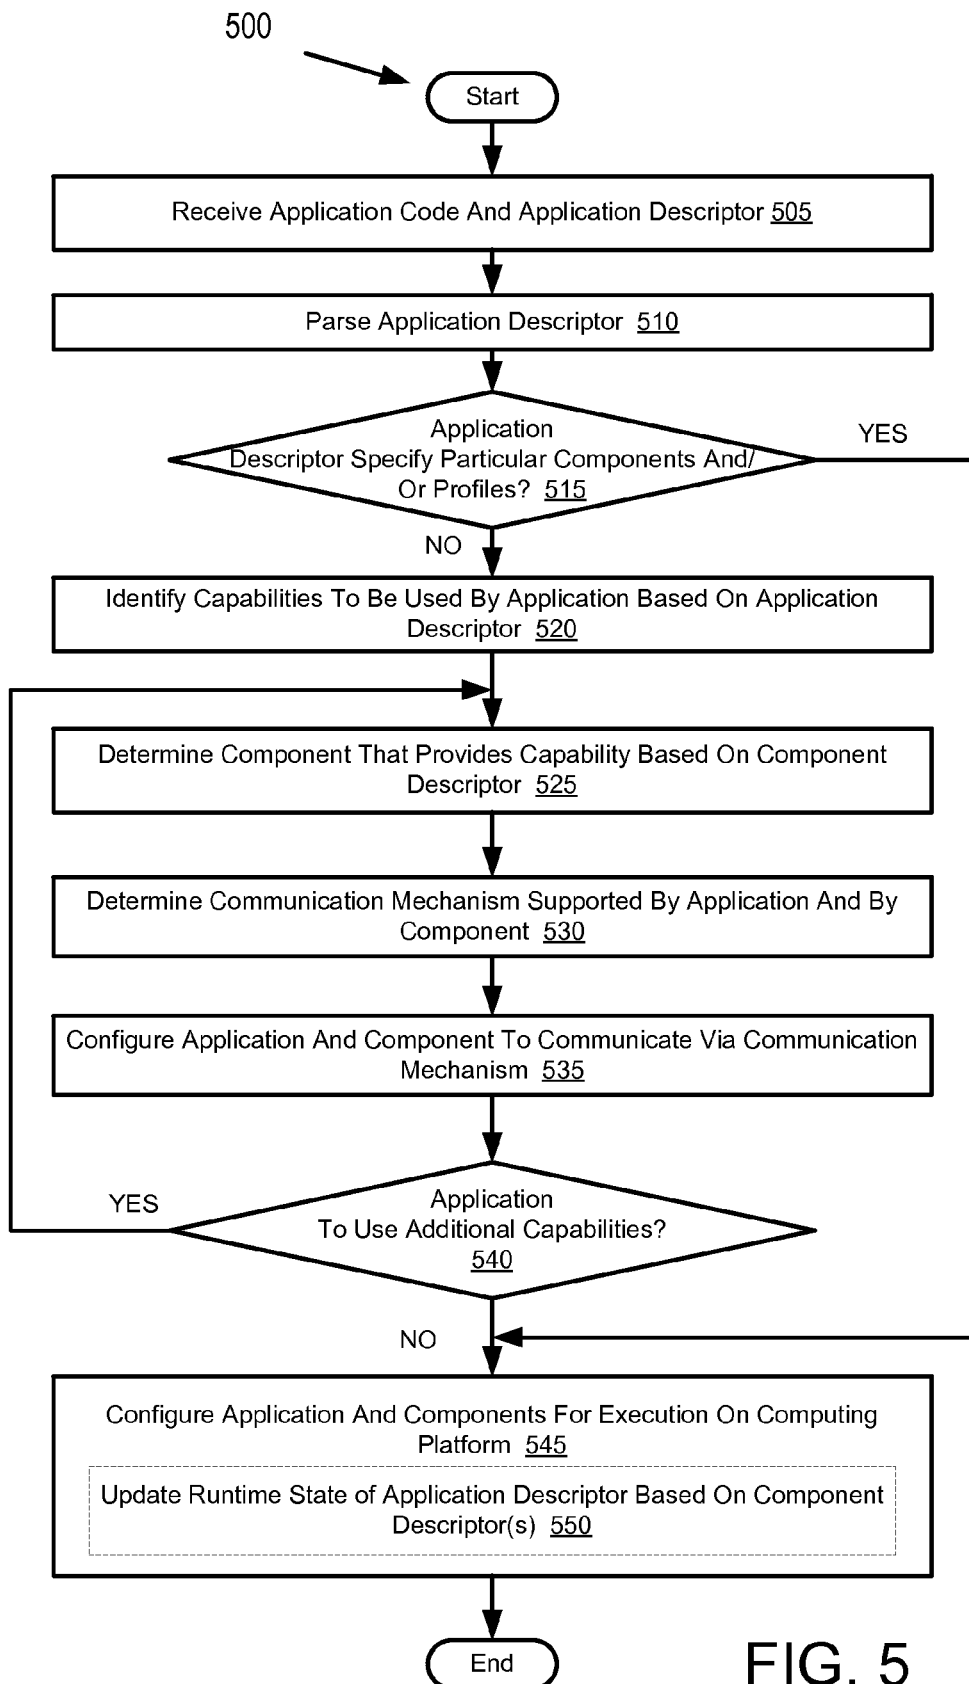 500
Start
Receive Application Code And Application Descriptor 505
Parse Application Descriptor 510
Application
Descriptor Specify Particular Components And/
Or Profiles? 515
YES
NO
Identify Capabilities To Be Used By Application Based On Application
Descriptor 520
Determine Component That Provides Capability Based On Component
Descriptor 525
Determine Communication Mechanism Supported By Application And By
Component 530
Configure Application And Component To Communicate Via Communication
Mechanism 535
YES
Application
To Use Additional Capabilities?
540
NO
Configure Application And Components For Execution On Computing
Platform 545
Update Runtime State of Application Descriptor Based On Component
Descriptor(s) 550
End
FIG. 5